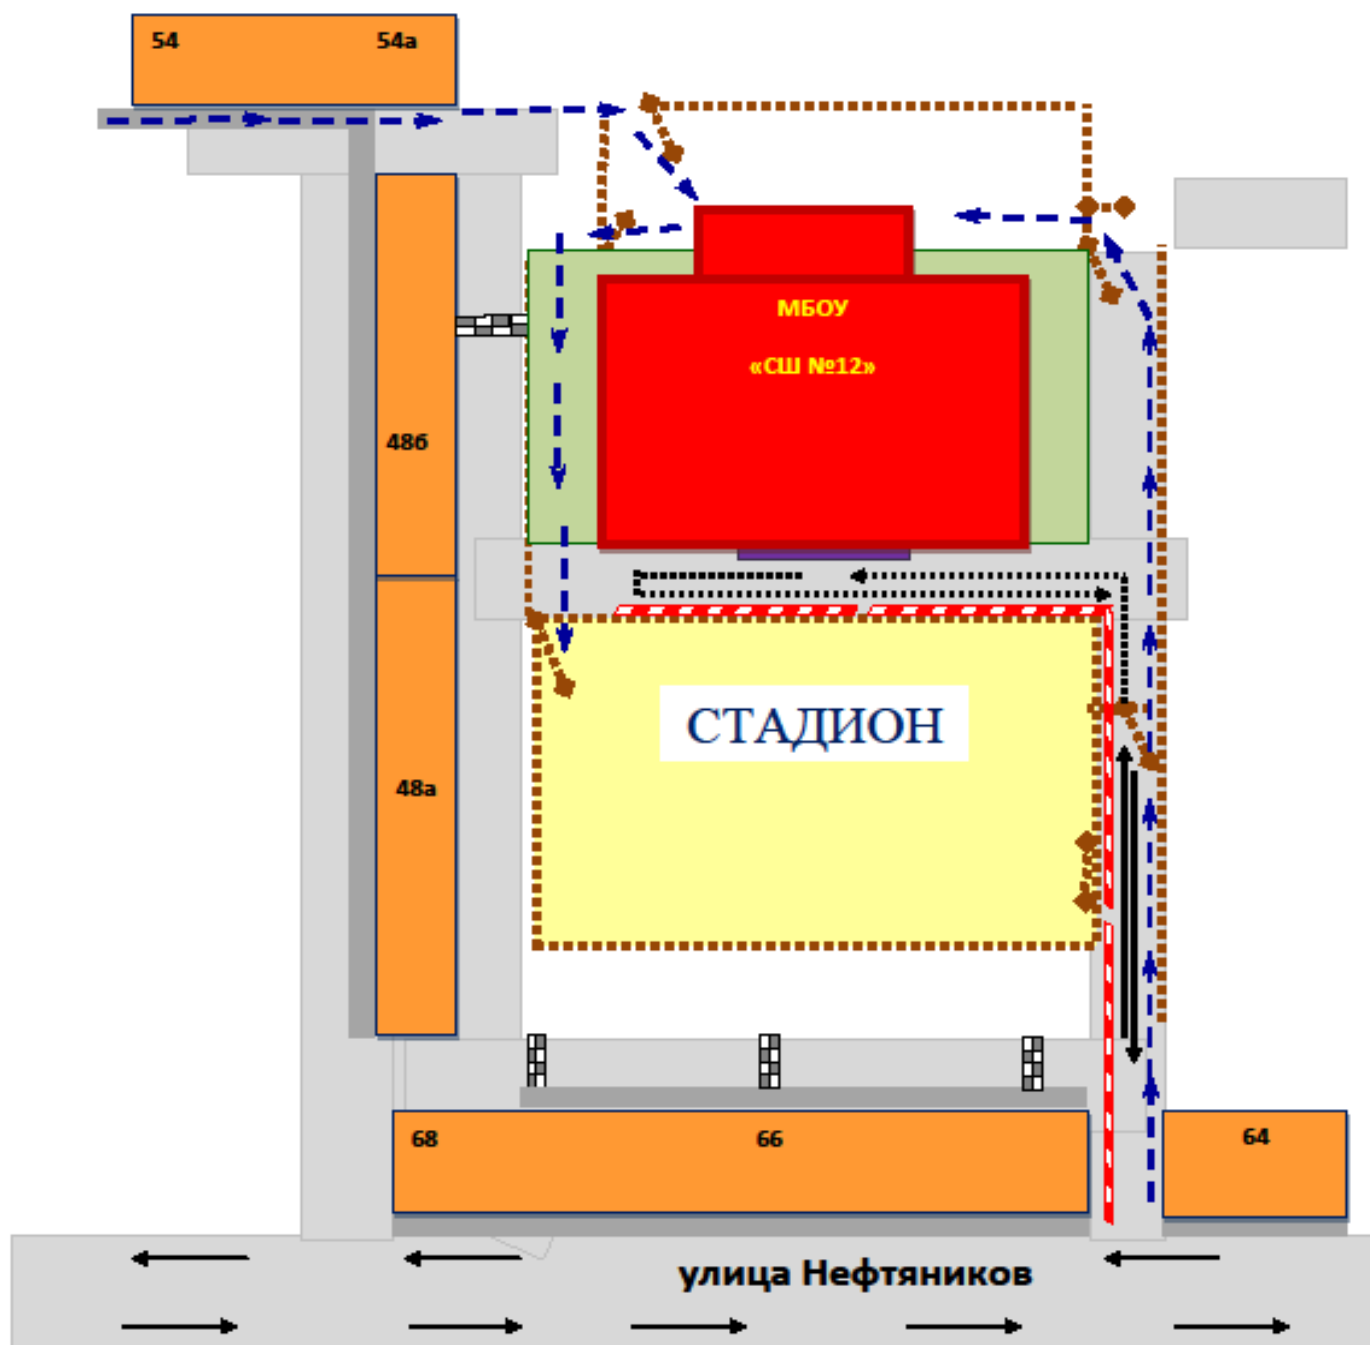 54
54а
МБОУ
«СШ №12»
48б
СТАДИОН
48а
68
66
64
улица Нефтяников